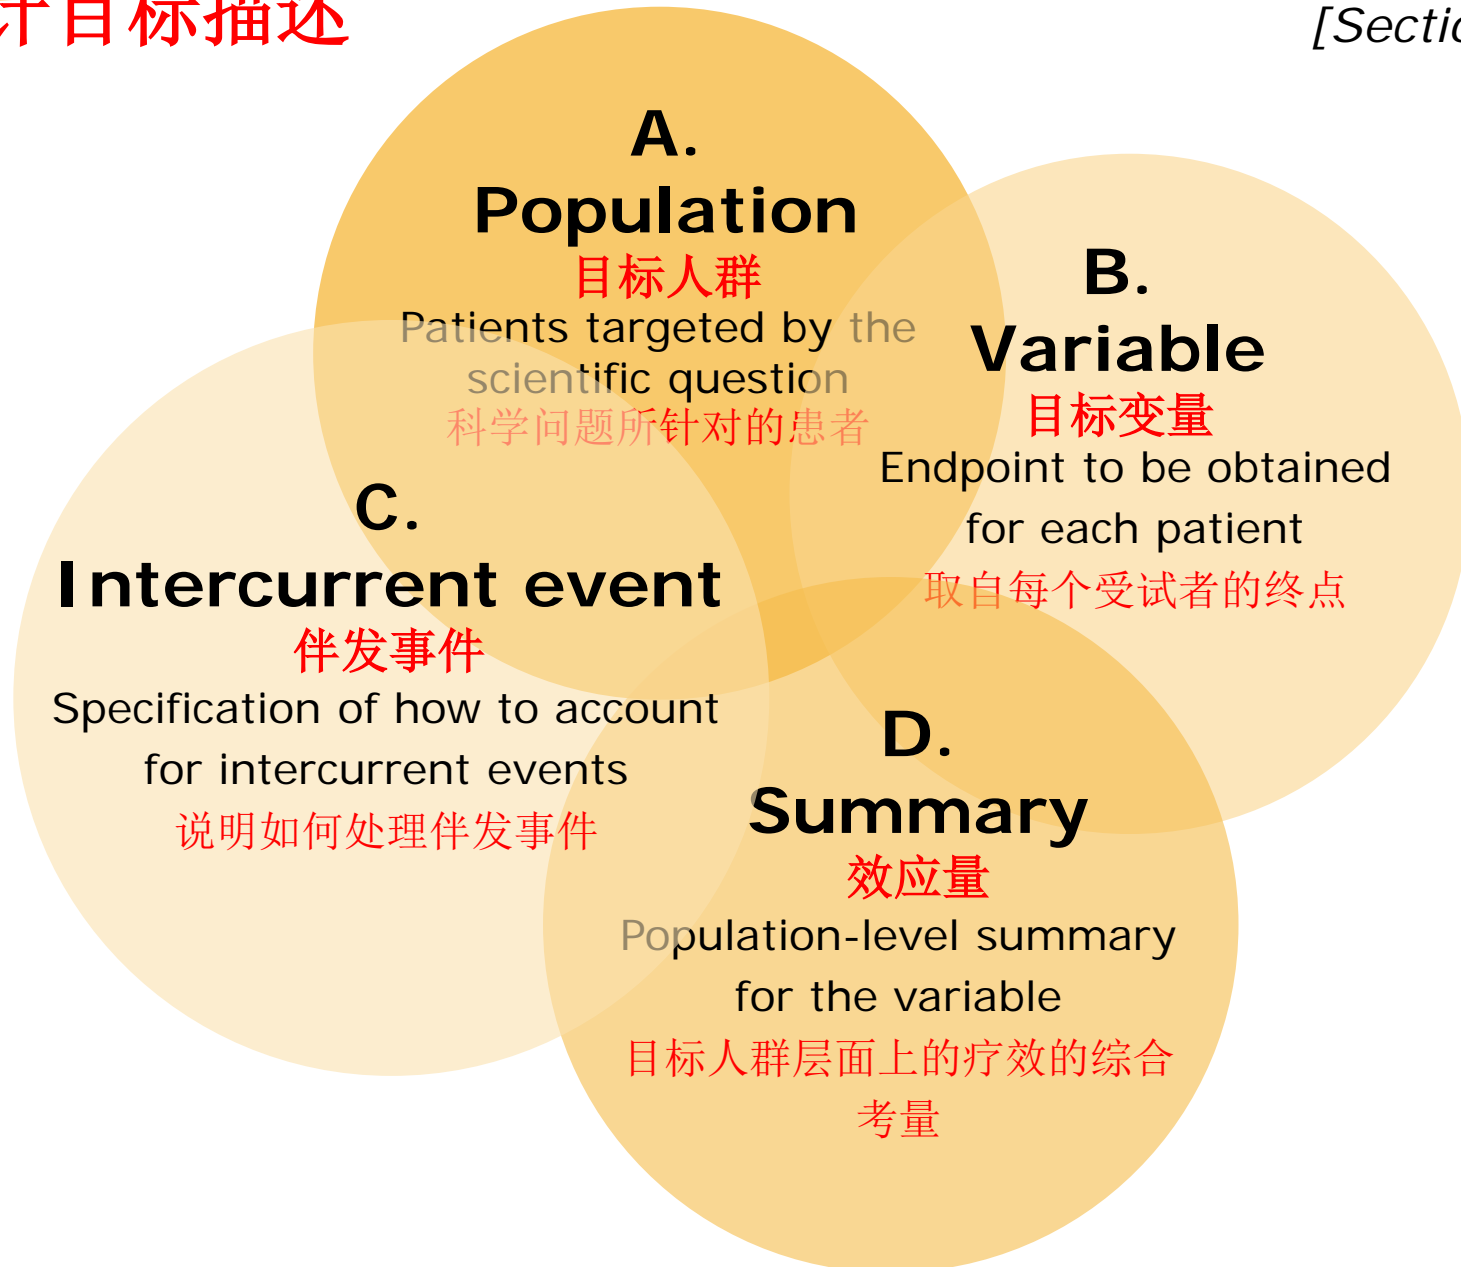 计目标描述
[Sectio
A.
Population
目标人群
Patients targeted by the
scientific question
科学问题所针对的患者
B.
Variable
目标变量
Endpoint to be obtained
for each patient
取自每个受试者的终点
C.
Intercurrent event
伴发事件
Specification of how to account
for intercurrent events
说明如何处理伴发事件
D.
Summary
效应量
Population-level summary
for the variable
目标人群层面上的疗效的综合
考量